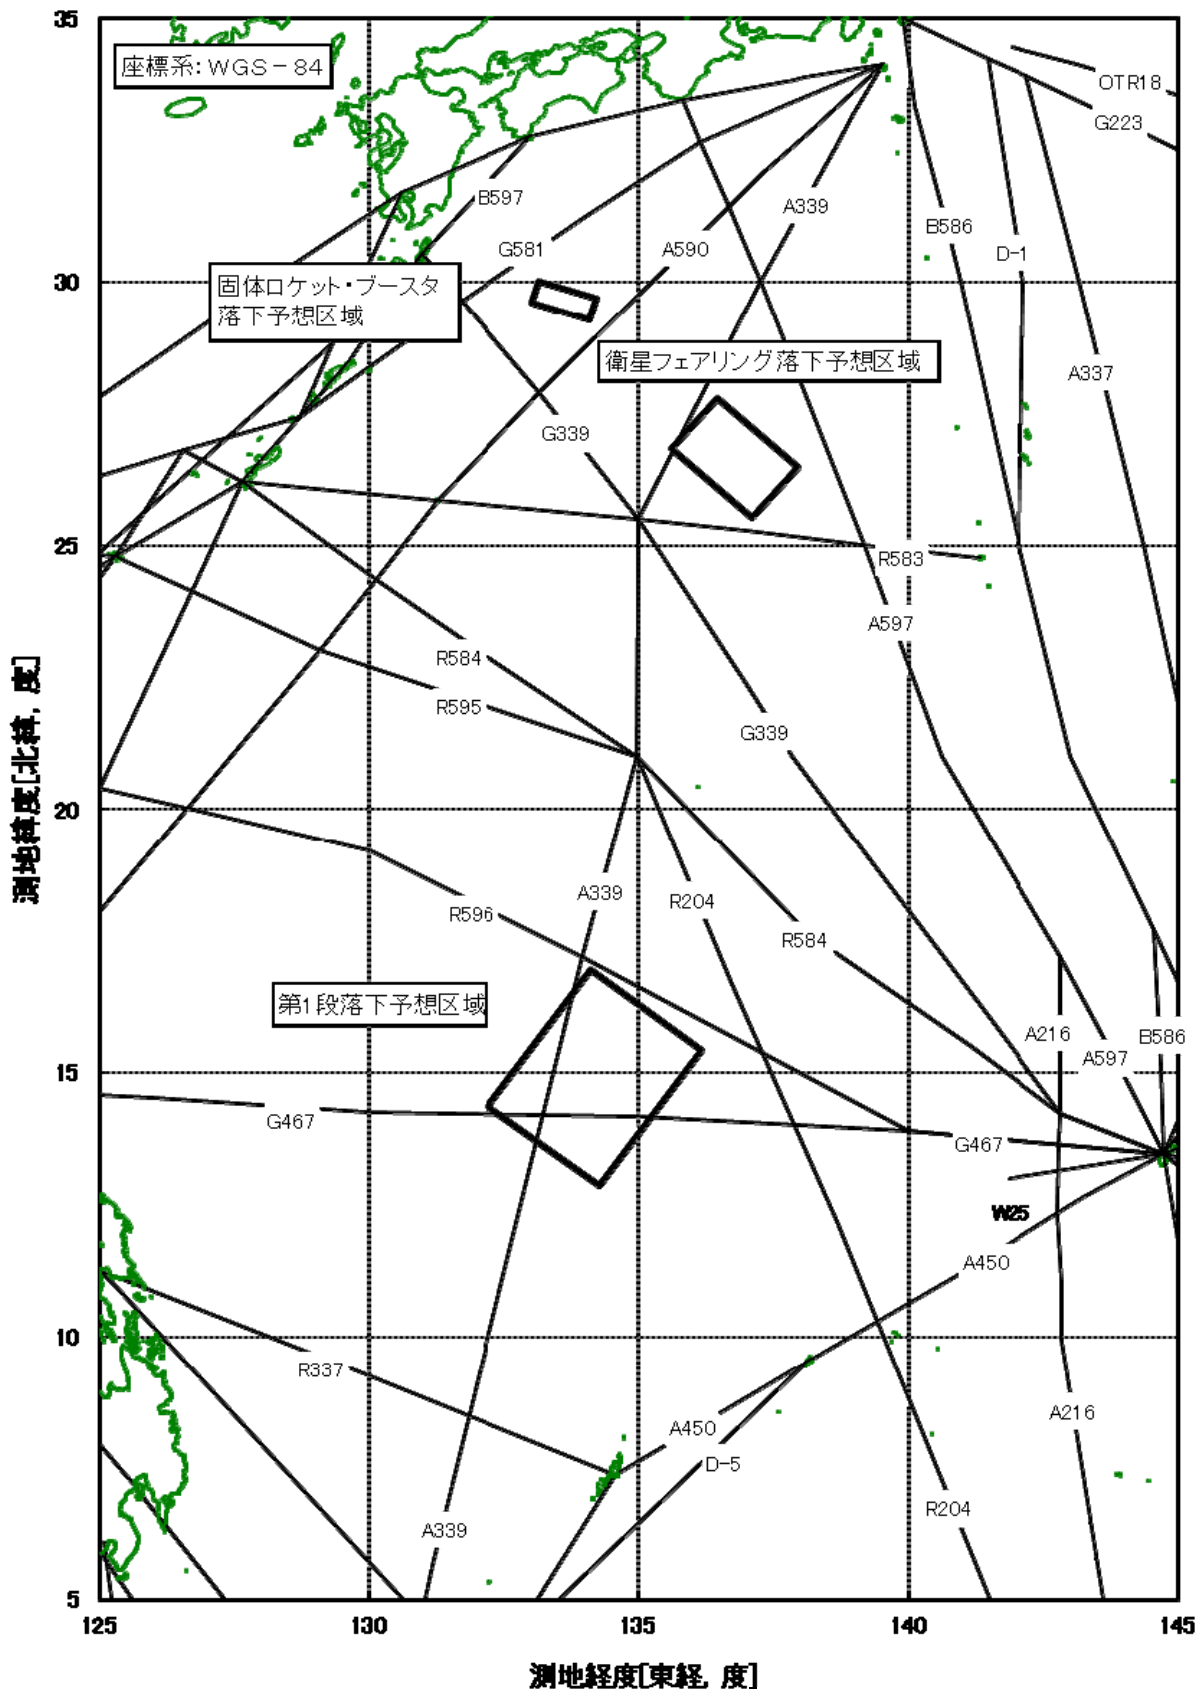 35
座標系：ＷＧＳ－８４
OTR18
G223
B597
A339
B586
G581
A590
D-1
30
固体ロケット・ブースタ
落下予想区域
衛星フェアリング落下予想区域
A337
G339
25
R583
A597
R584
R595
G339
測地緯度[北緯, 度]
20
A339
R204
R596
R584
第1段落下予想区域
A216
B586
A597
15
G467
G467
W25
A450
10
R337
A216
A450
D-5
R204
A339
5
125
130
135
140
145
測地経度[東経, 度]